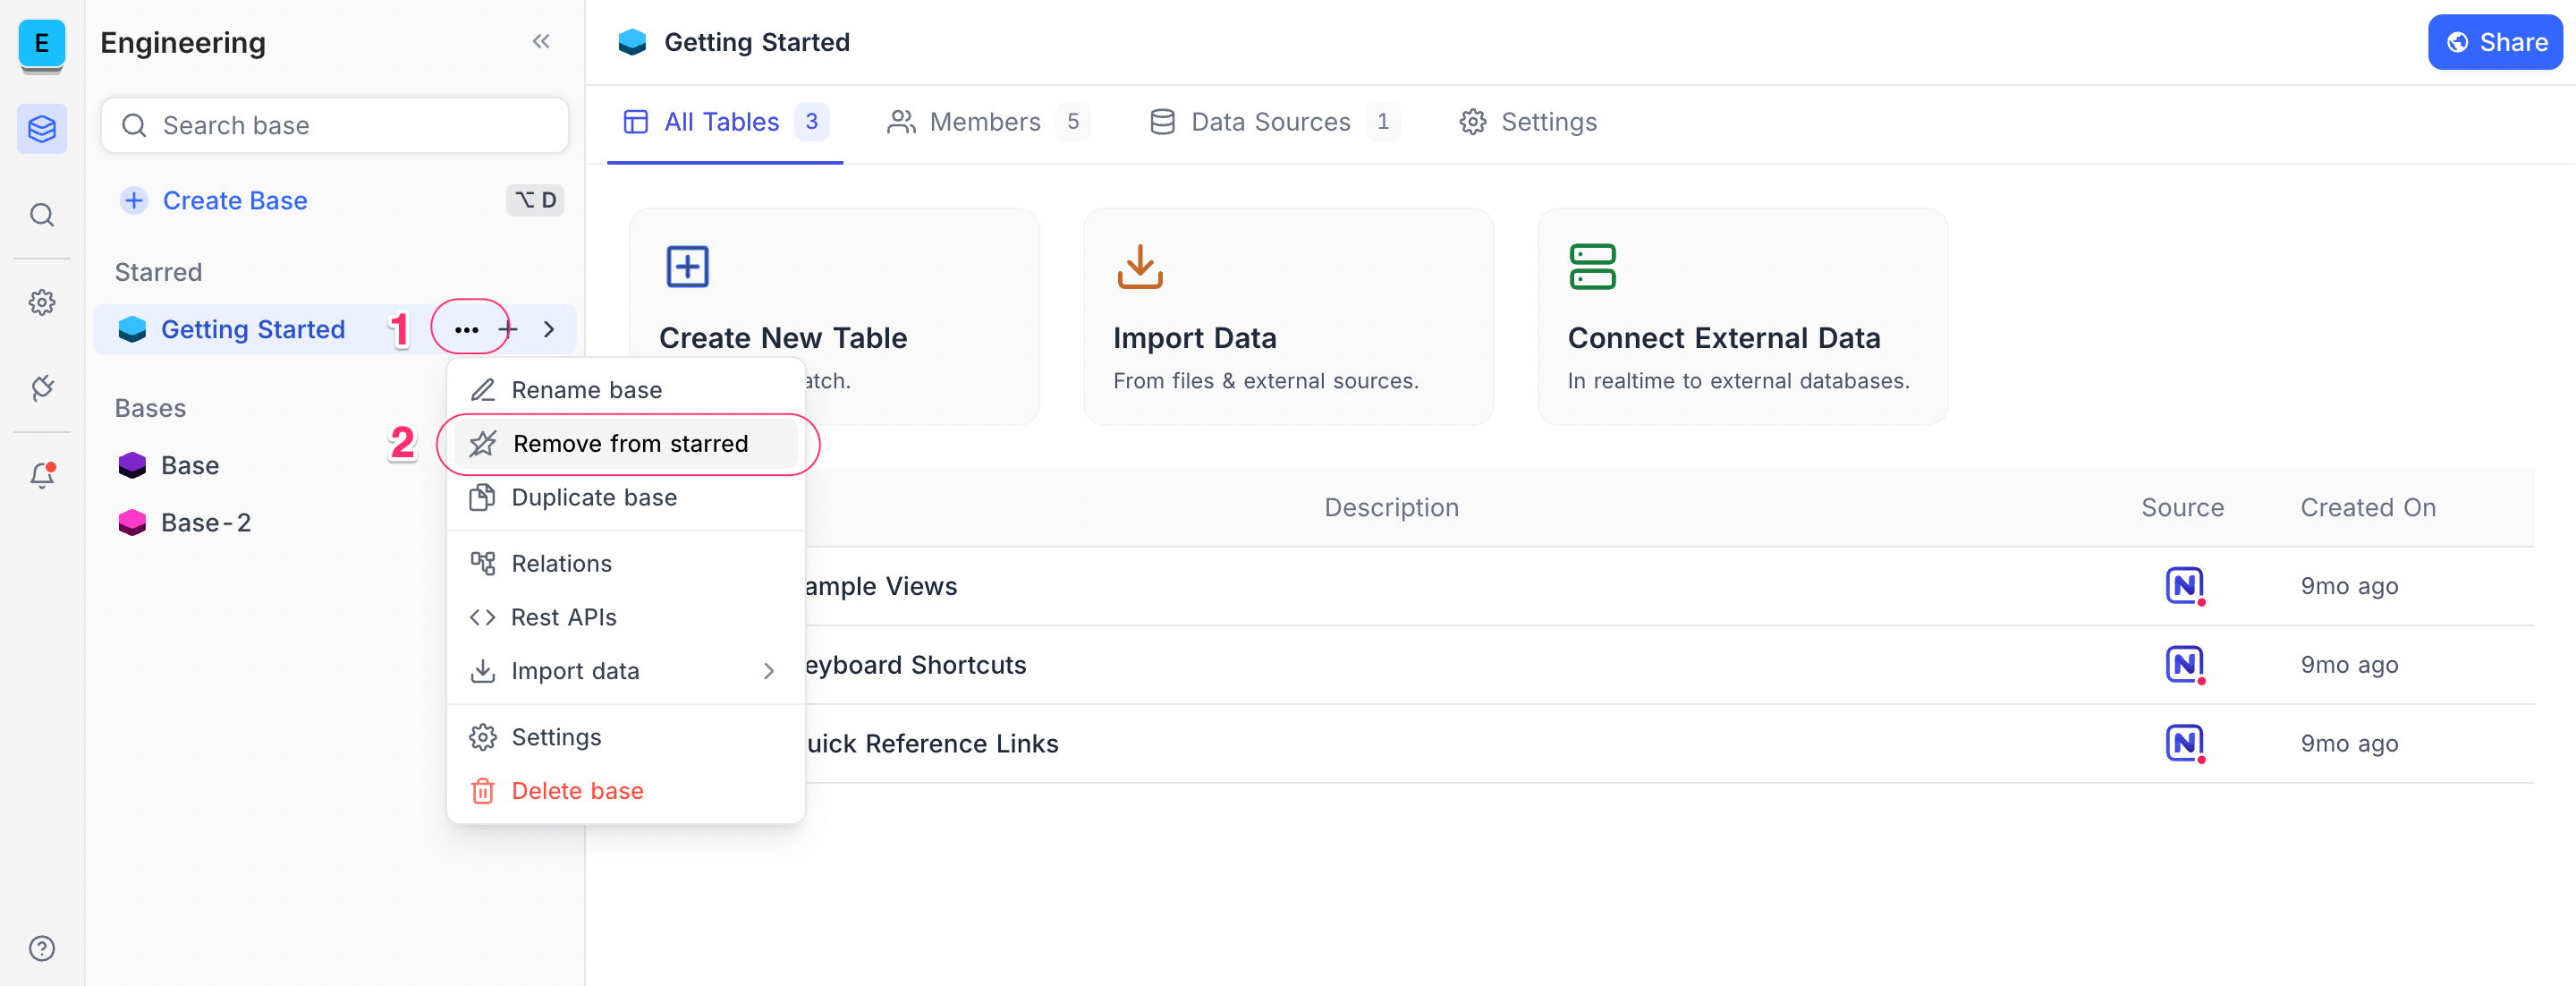 E
Engineering
Search base
Create Base
⌥ D
Starred
Getting Started
1
Bases
Base
Base-2
2
Rename base
Remove from starred
Duplicate base
Relations
Rest APIs
Import data
Settings
Delete base
Getting Started
Share
All Tables 3
Members 5
Data Sources 1
Settings
Create New Table
atch.
Import Data
From files & external sources.
Connect External Data
In realtime to external databases.
Description Source Created On
ample Views N 9mo ago
eyboard Shortcuts N 9mo ago
uick Reference Links N 9mo ago